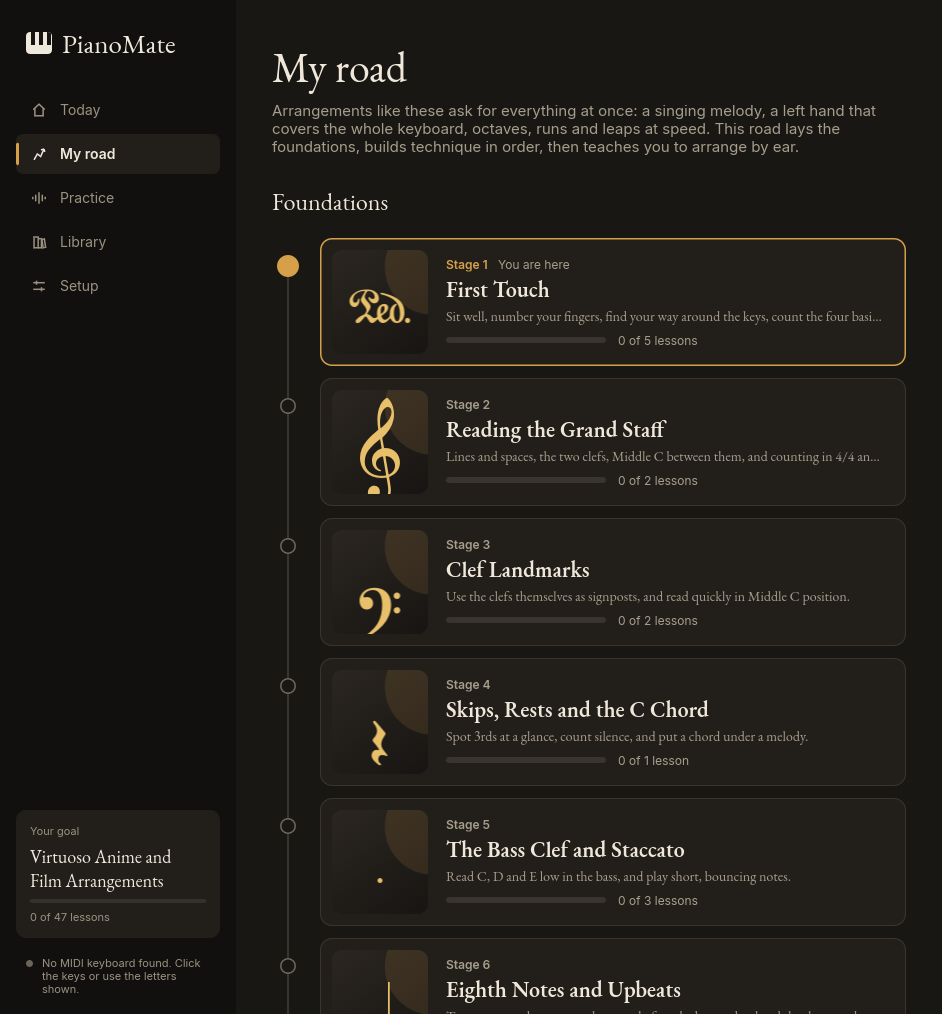 PianoMate
Today
My road
Practice
Library
Setup
Your goal
Virtuoso Anime and
Film Arrangements
0 of 47 lessons
No MIDI keyboard found. Click
the keys or use the letters
shown.
My road
Arrangements like these ask for everything at once: a singing melody, a left hand that
covers the whole keyboard, octaves, runs and leaps at speed. This road lays the
foundations, builds technique in order, then teaches you to arrange by ear.
Foundations
Stage 1 You are here
First Touch
Sit well, number your fingers, find your way around the keys, count the four basi...
0 of 5 lessons
Stage 2
Reading the Grand Staff
Lines and spaces, the two clefs, Middle C between them, and counting in 4/4 an...
0 of 2 lessons
Stage 3
Clef Landmarks
Use the clefs themselves as signposts, and read quickly in Middle C position.
0 of 2 lessons
Stage 4
Skips, Rests and the C Chord
Spot 3rds at a glance, count silence, and put a chord under a melody.
0 of 1 lesson
Stage 5
The Bass Clef and Staccato
Read C, D and E low in the bass, and play short, bouncing notes.
0 of 3 lessons
Stage 6
Eighth Notes and Upbeats